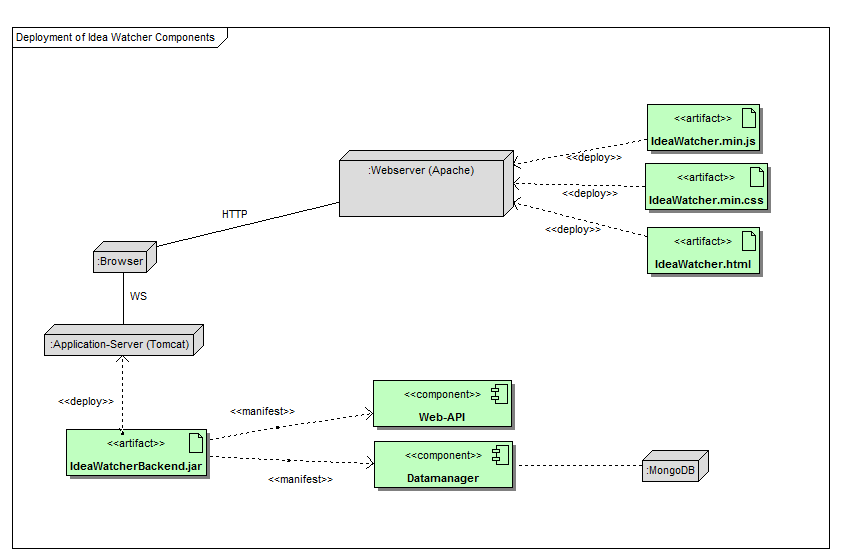 Deployment of Idea Watcher Components
<<artifact>>
IdeaWatcher.min.js
<<deploy>>
:Webserver (Apache)
<<artifact>>
IdeaWatcher.min.css
<<deploy>>
HTTP
<<deploy>>
<<artifact>>
IdeaWatcher.html
:Browser
WS
:Application-Server (Tomcat)
<<deploy>>
<<component>>
Web-API
<<manifest>>
<<artifact>>
IdeaWatcherBackend.jar
<<component>>
Datamanager
<<manifest>>
:MongoDB